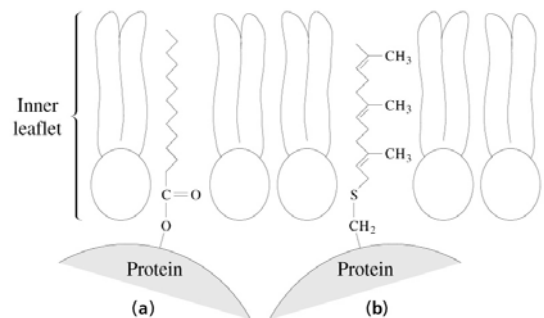 Inner
leaflet
CH3
CH3
CH3
C=O
S
O
CH2
Protein
Protein
(a)
(b)